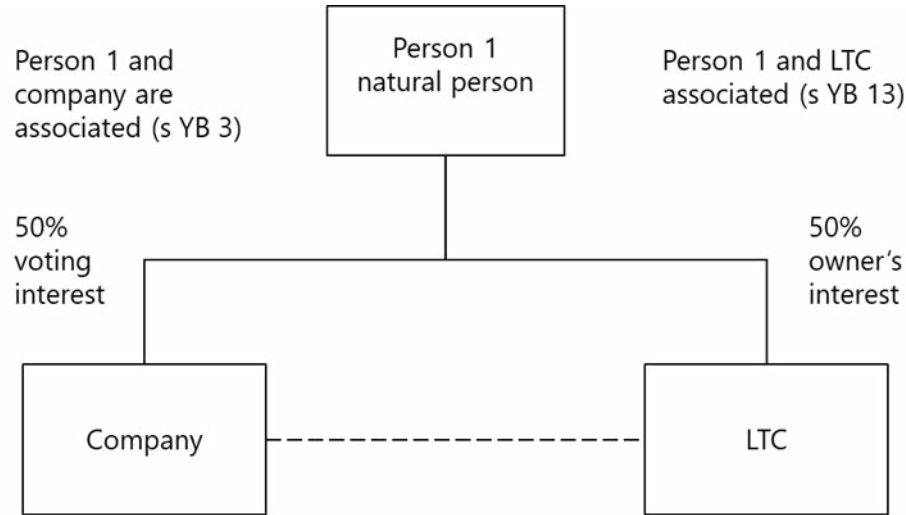 Person 1
natural person
Person 1 and
company are
associated (s YB 3)
Person 1 and LTC
associated (s YB 13)
50%
voting
interest
50%
owner’s
interest
Company
LTC